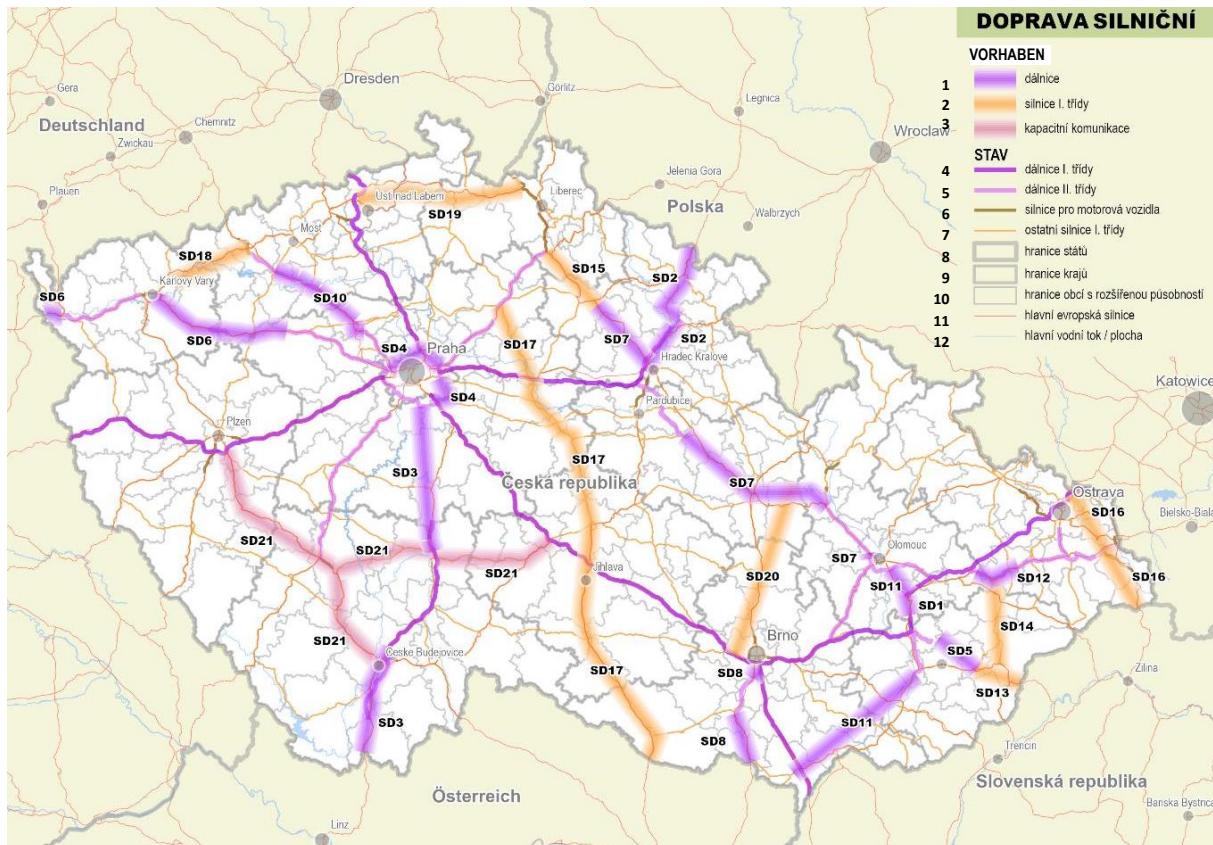 DOPRAVA SILNIČNÍ
VORHABEN
1 dálnice
2 silnice I. třídy
3 kapacitní komunikace
STAV
4 dálnice I. třídy
5 dálnice II. třídy
6 silnice pro motorová vozidla
7 ostatní silnice I. třídy
8 hranice států
9 hranice krajů
10 hranice obcí s rozšířenou působností
11 hlavní evropská silnice
12 hlavní vodní tok / plocha
Dresden
Gera
Görlitz
Legnica
Deutschland
Chemnitz
Wroclaw
Zwickau
Plauen
Jelenia Gora
Usti nad Labem
Liberec
Polska
SD19
Walbrzych
Most
SD18
Karlovy Vary
SD15
SD2
SD6
SD10
SD6
SD17
SD7
SD2
SD4
Praha
Hradec Kralove
Katowice
SD4
Pardubice
Plzen
SD17
SD3
Česká republika
SD7
Ostrava
SD16
Bielsko-Biala
SD21
SD21
SD21
Jihlava
SD20
SD7
Olomouc
SD11
SD12
SD16
SD1
SD14
SD21
Brno
Ceske Budejovice
SD5
SD17
SD8
SD13
Zilina
SD3
SD11
SD8
Trencin
Slovenská republika
Österreich
Banska Bystrica
Linz